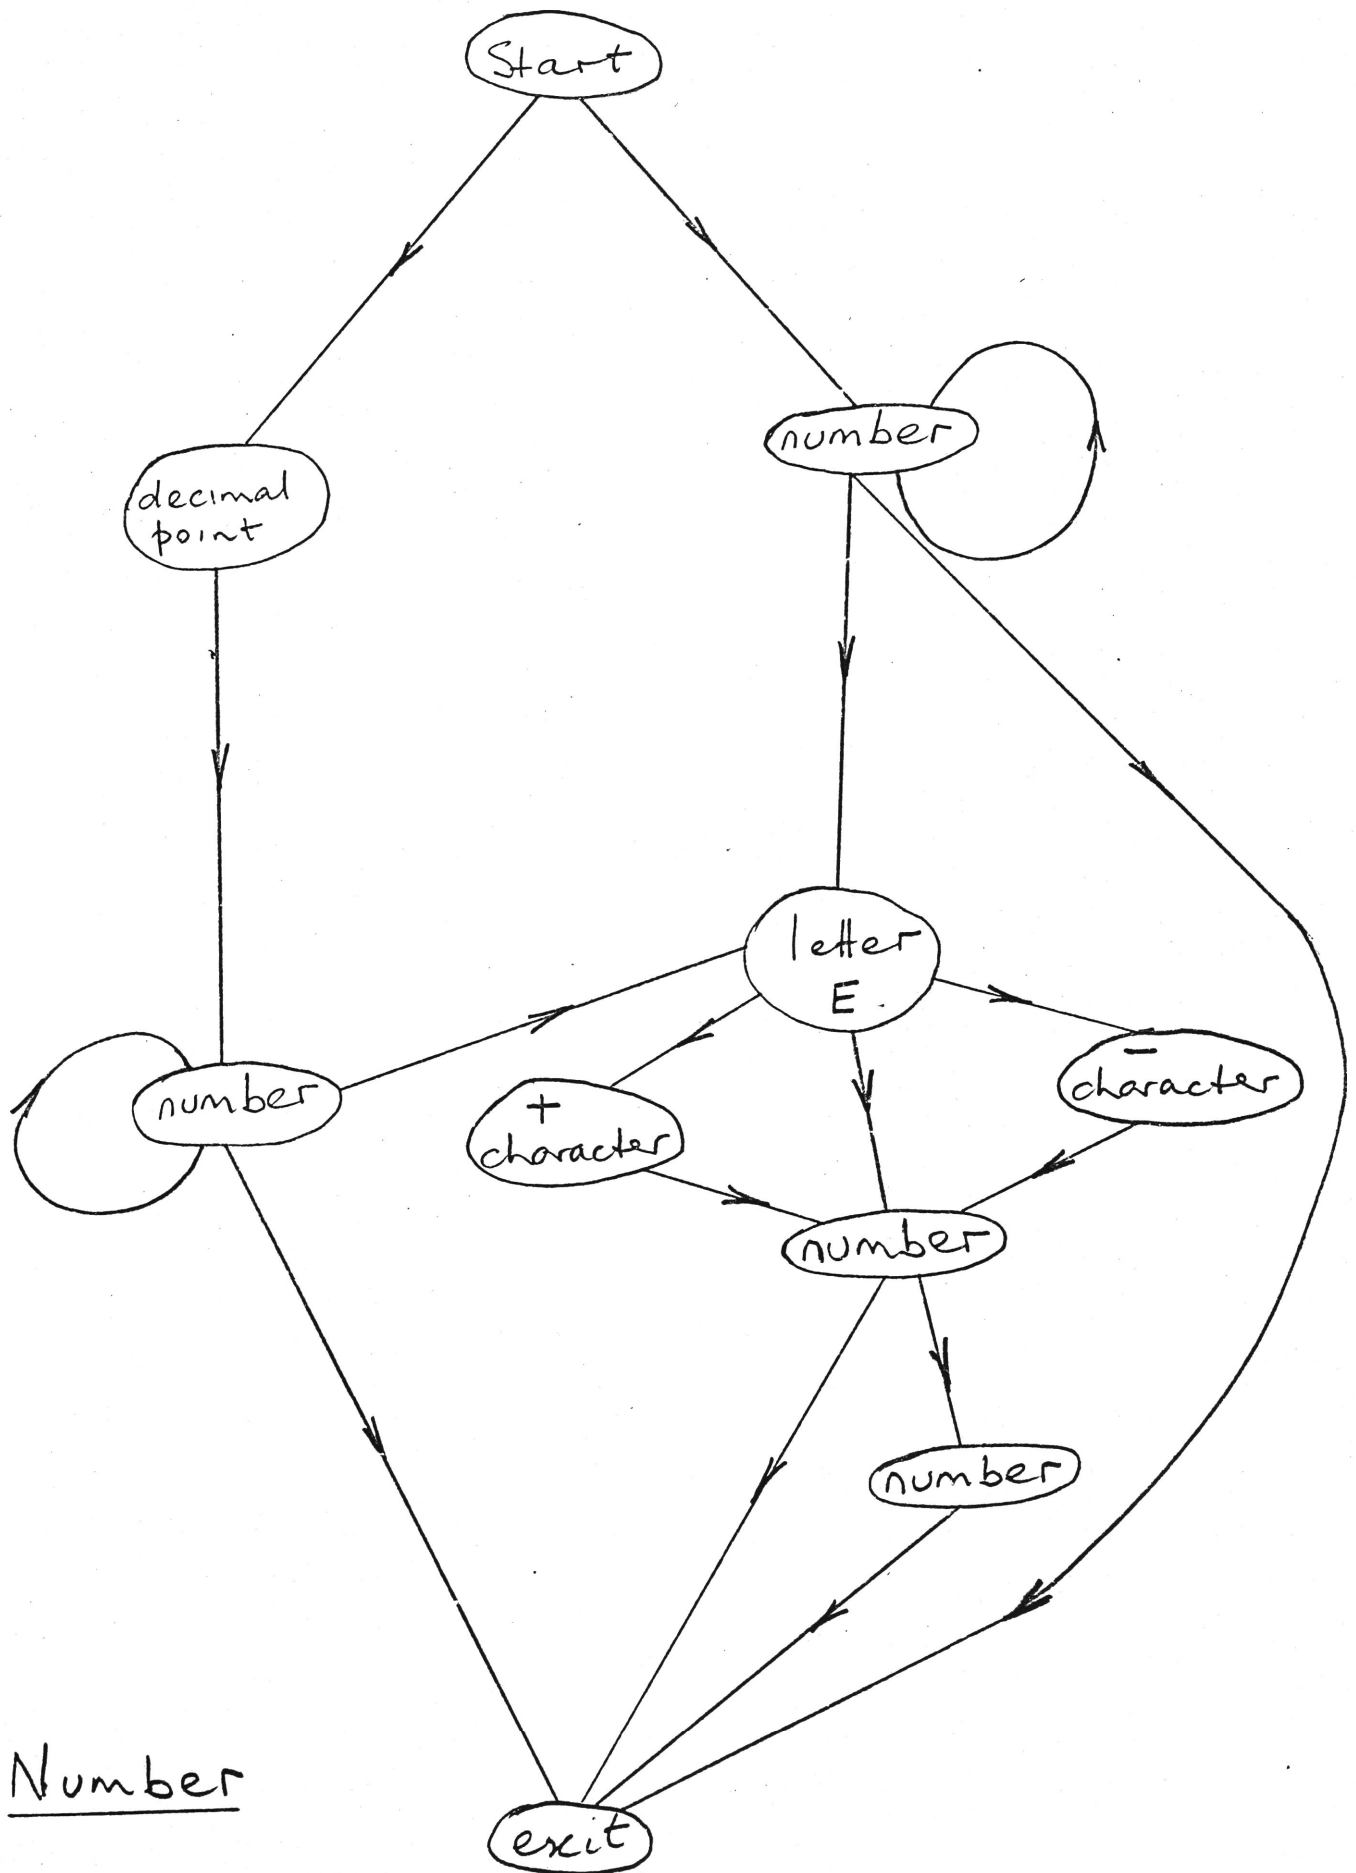 Start
number
decimal
point
letter
E
−
character
number
+
character
number
number
Number
exit